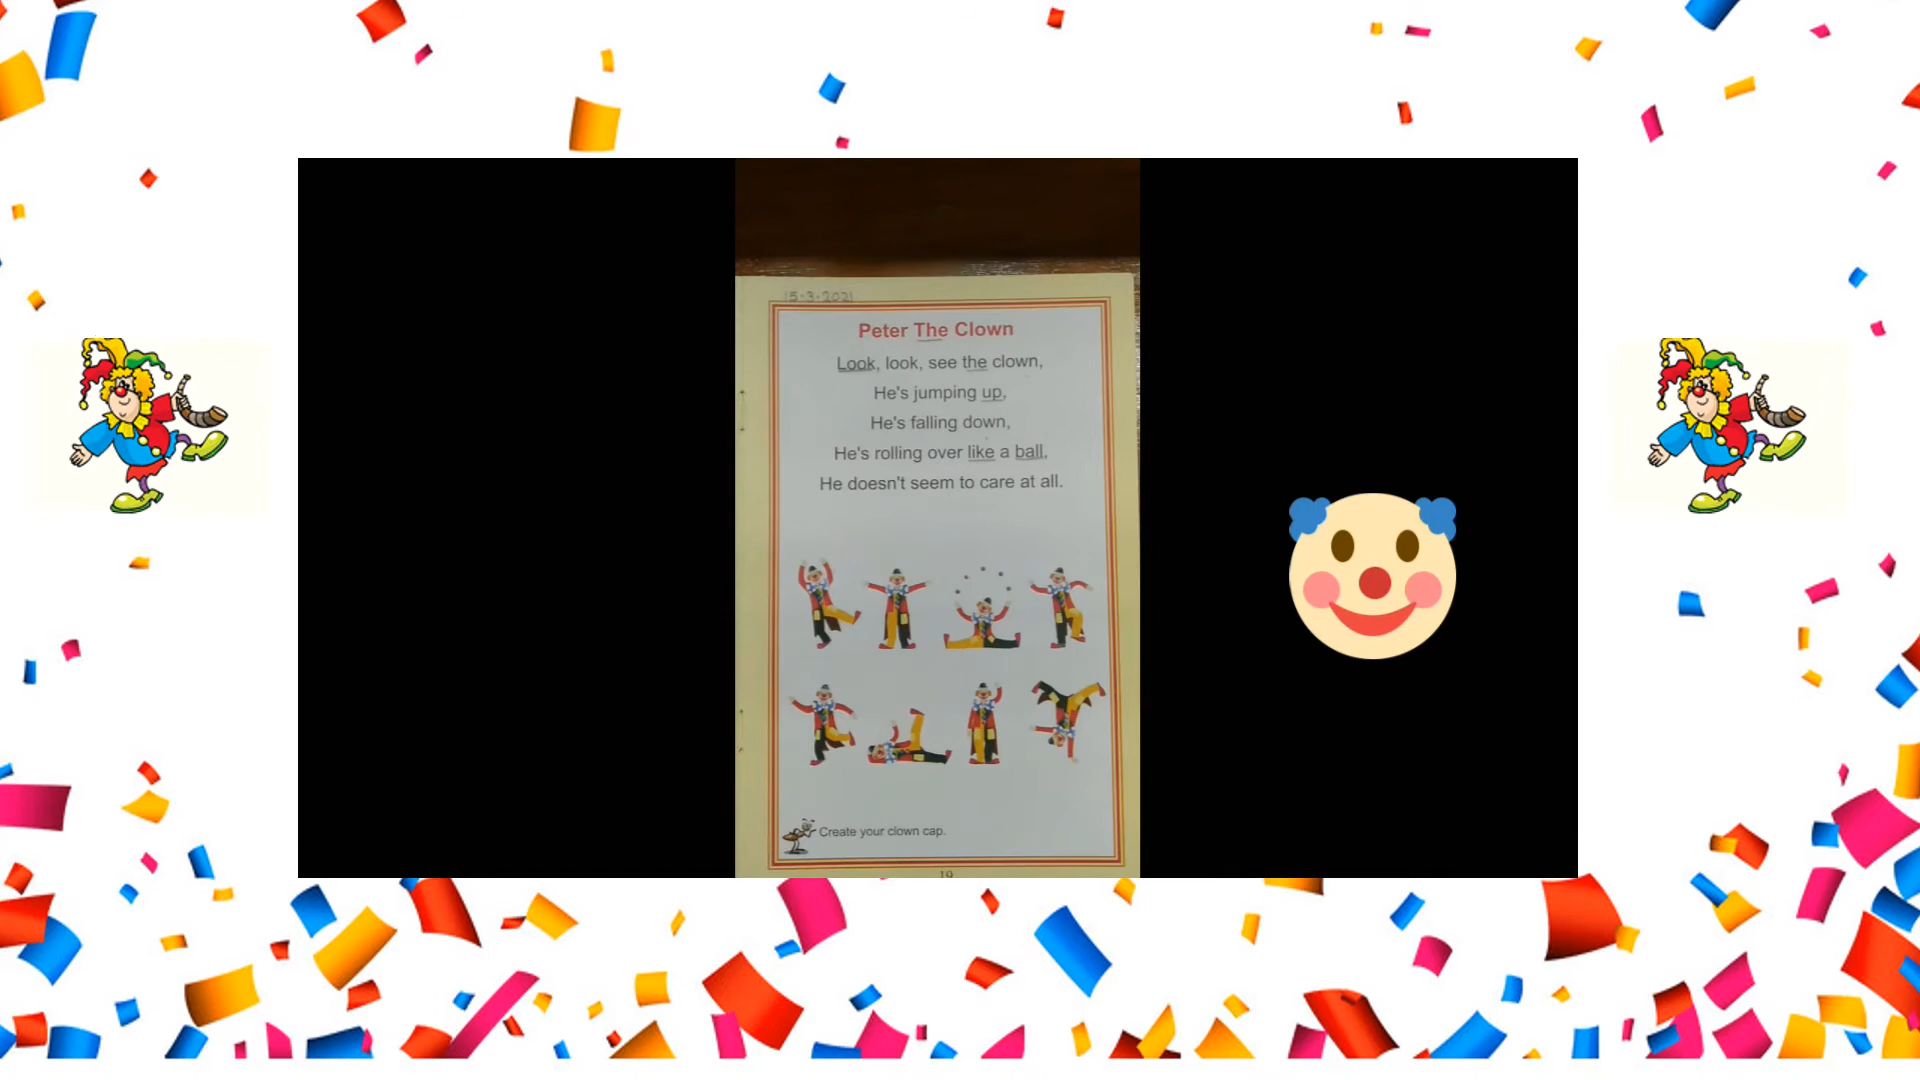 15-3-2021
Peter The Clown
Look, look, see the clown,
He's jumping up,
He's falling down,
He's rolling over like a ball,
He doesn't seem to care at all.
Create your clown cap.
19